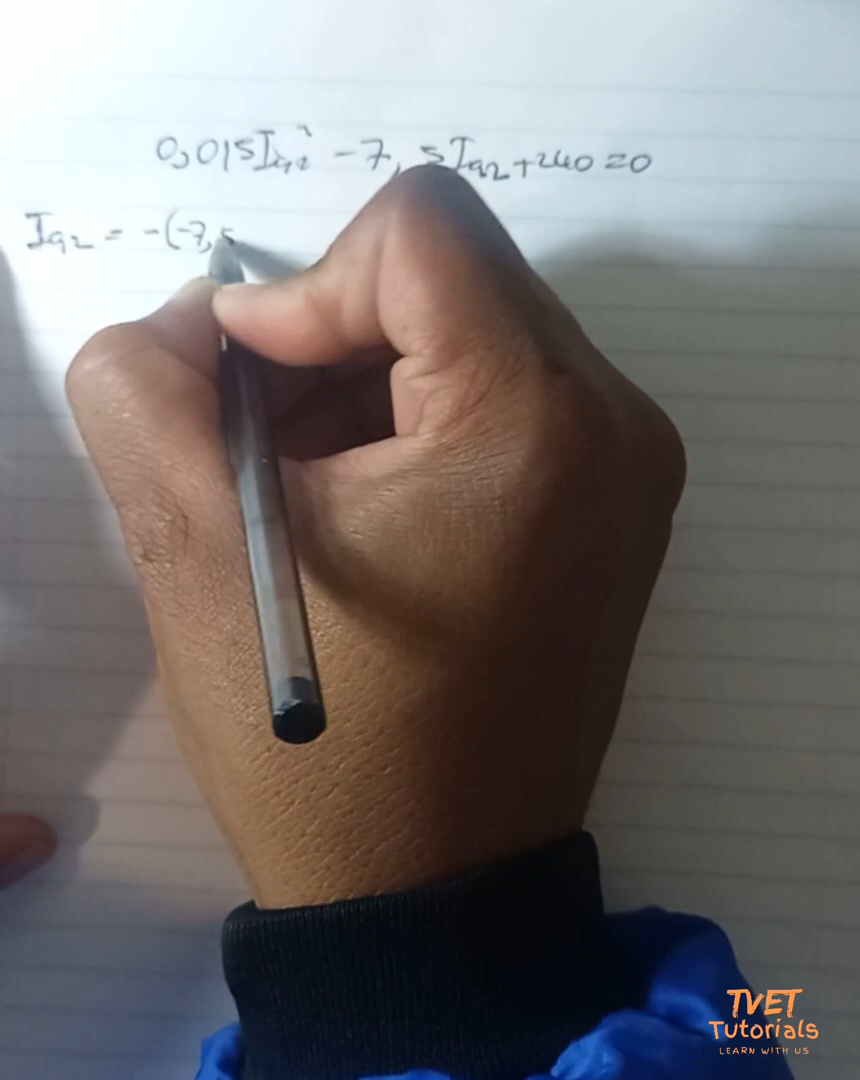 0,015Ia2² - 7,5Ia2 + 240 = 0
Ia2 = -(-7,5
TVET
Tutorials
LEARN WITH US